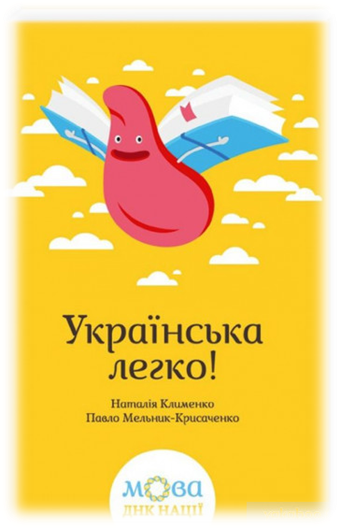 Українська
легко!
Наталія Клименко
Павло Мельник-Крисаченко
мова
ДНК НАЦІЇ